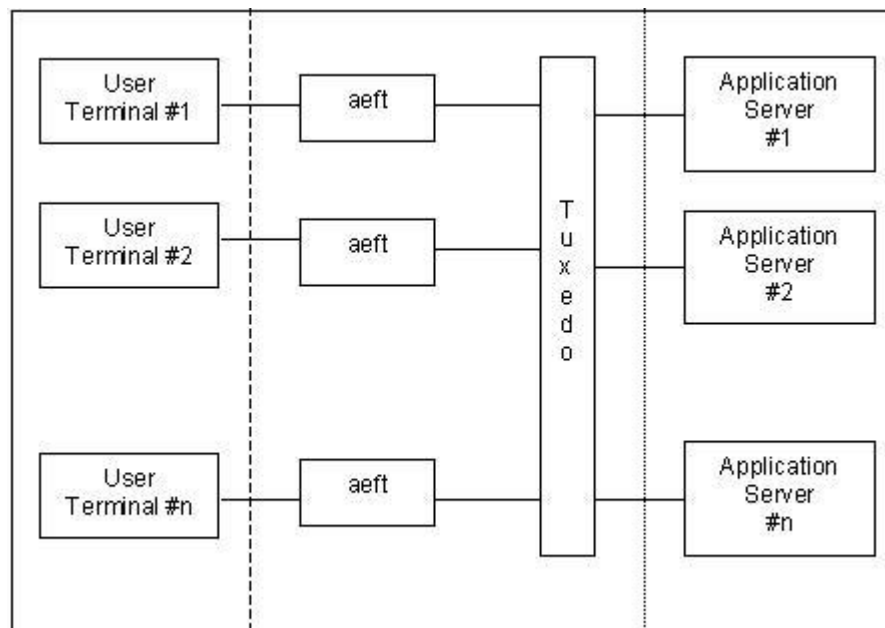 User
Terminal #1
aeft
Application
Server
#1
User
Terminal #2
aeft
Application
Server
#2
Tuxedo
User
Terminal #n
aeft
Application
Server
#n